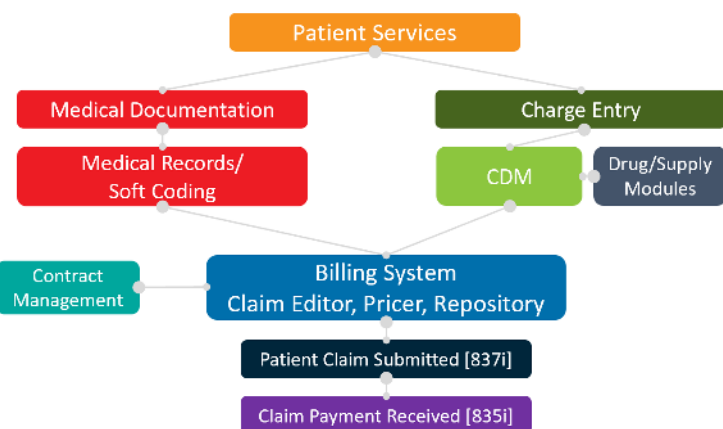 Patient Services
Medical Documentation
Charge Entry
Medical Records/
Soft Coding
CDM
Drug/Supply
Modules
Contract
Management
Billing System
Claim Editor, Pricer, Repository
Patient Claim Submitted [837i]
Claim Payment Received [835i]